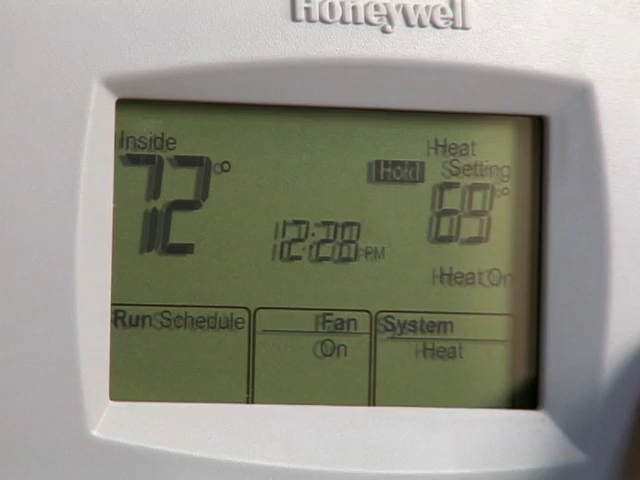 Honeywell
Inside
72°
Hold
Heat
Setting
69°
12:28 PM
Heat On
Run Schedule
Fan
On
System
Heat